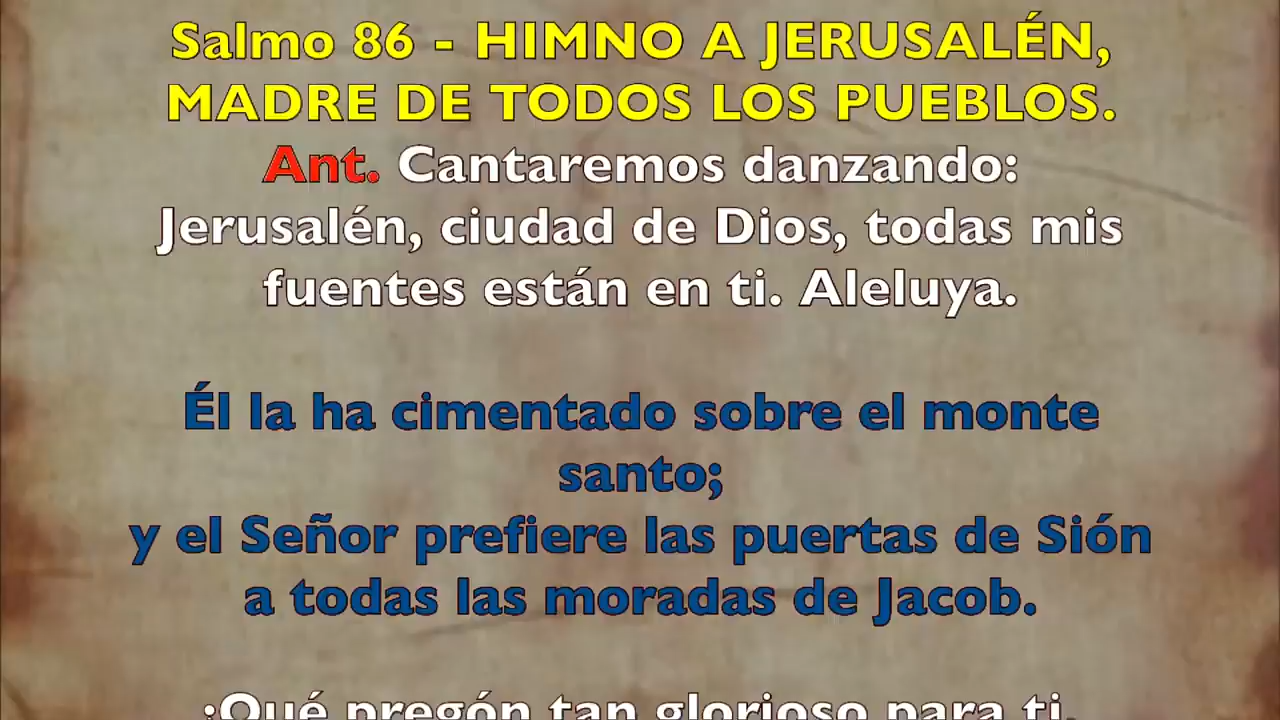 Salmo 86 - HIMNO A JERUSALÉN,
MADRE DE TODOS LOS PUEBLOS.
Ant. Cantaremos danzando:
Jerusalén, ciudad de Dios, todas mis
fuentes están en ti. Aleluya.
Él la ha cimentado sobre el monte
santo;
y el Señor prefiere las puertas de Sión
a todas las moradas de Jacob.
¡Qué pregón tan glorioso para ti,